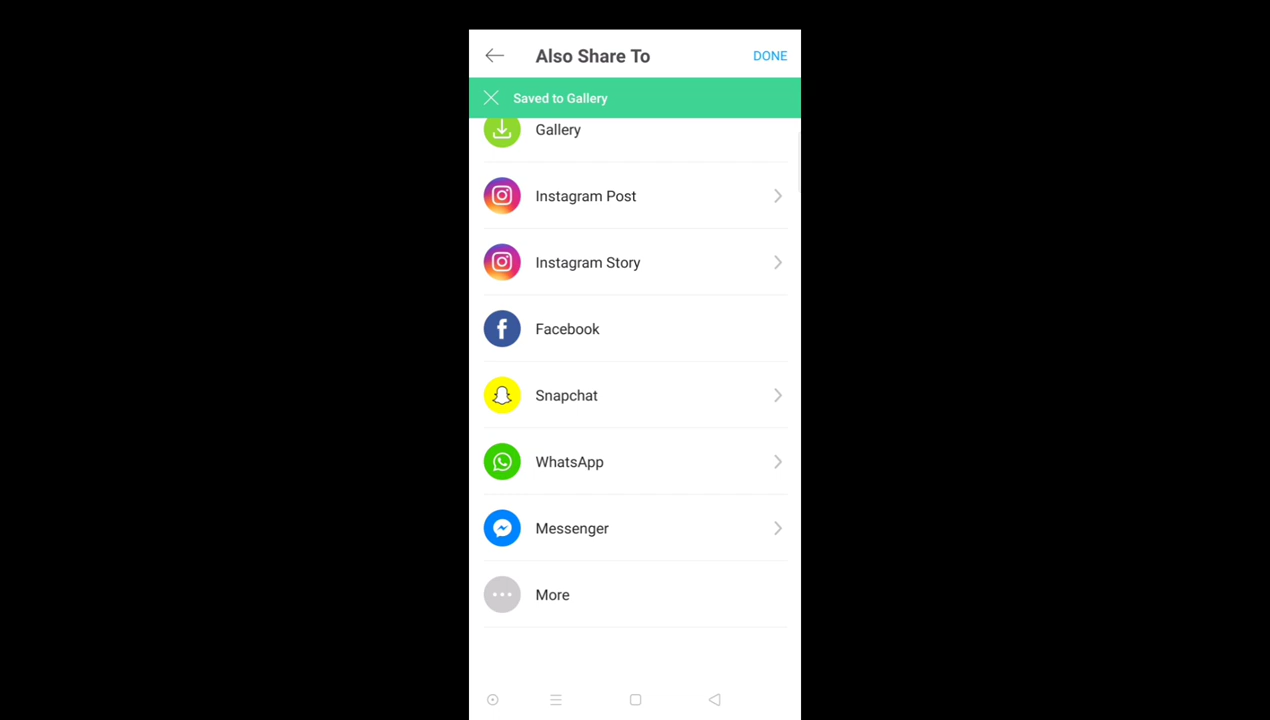 Also Share To
DONE
Saved to Gallery
Gallery
Instagram Post
Instagram Story
Facebook
Snapchat
WhatsApp
Messenger
More